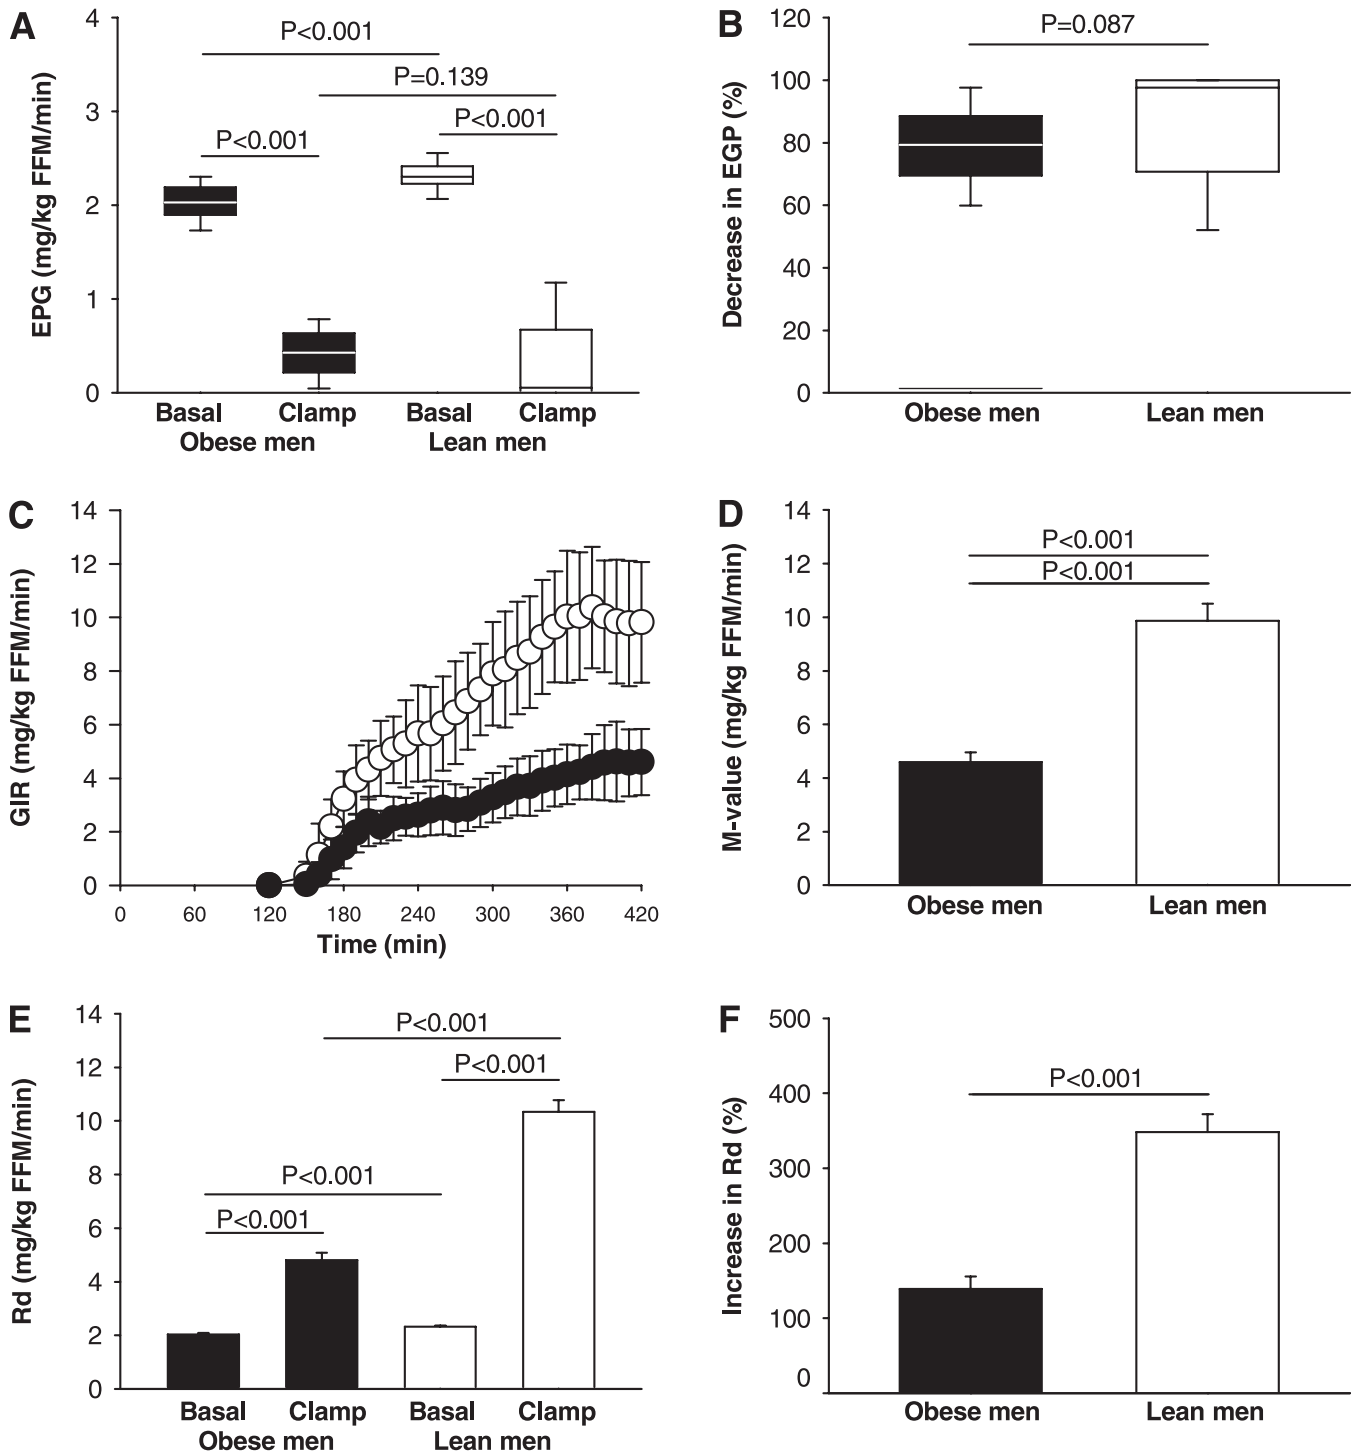 A
EPG (mg/kg FFM/min)
4
3
2
1
0
P<0.001
P=0.139
P<0.001
P<0.001
Basal Clamp Basal Clamp
Obese men Lean men
B
Decrease in EGP (%)
120
100
80
60
40
20
0
P=0.087
Obese men Lean men
C
GIR (mg/kg FFM/min)
14
12
10
8
6
4
2
0
0 60 120 180 240 300 360 420
Time (min)
D
M-value (mg/kg FFM/min)
14
12
10
8
6
4
2
0
P<0.001
P<0.001
Obese men Lean men
E
Rd (mg/kg FFM/min)
14
12
10
8
6
4
2
0
P<0.001
P<0.001
P<0.001
P<0.001
Basal Clamp Basal Clamp
Obese men Lean men
F
Increase in Rd (%)
500
400
300
200
100
0
P<0.001
Obese men Lean men